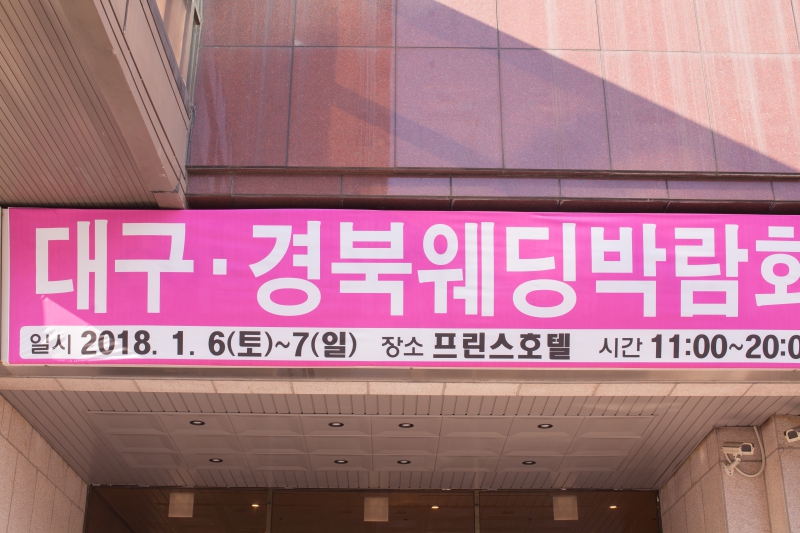 대구·경북웨딩박람회
일시 2018. 1. 6(토)~7(일) 장소 프린스호텔 시간 11:00~20:0